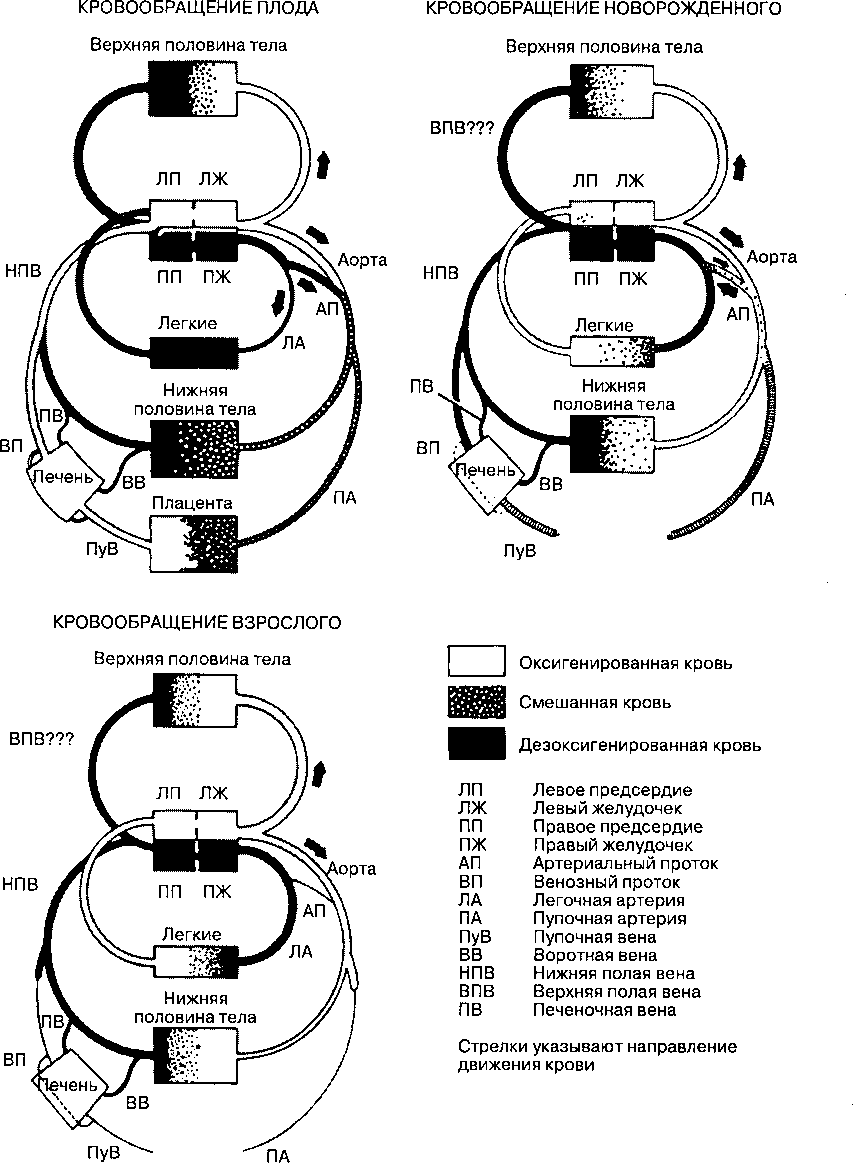 КРОВООБРАЩЕНИЕ ПЛОДА
Верхняя половина тела
ЛП ЛЖ
НПВ
Аорта
ПП ПЖ
АП
Легкие
ЛА
Нижняя
половина тела
ПВ
ВП
Печень
ВВ
Плацента
ПА
ПуВ
КРОВООБРАЩЕНИЕ НОВОРОЖДЕННОГО
Верхняя половина тела
ВПВ???
ЛП ЛЖ
НПВ
Аорта
ПП ПЖ
АП
Легкие
ПВ
Нижняя
половина тела
ВП
Печень
ВВ
ПА
ПуВ
КРОВООБРАЩЕНИЕ ВЗРОСЛОГО
Верхняя половина тела
ВПВ???
ЛП ЛЖ
Аорта
НПВ
ПП ПЖ
АП
Легкие
ЛА
Нижняя
половина тела
ПВ
ВП
Печень
ВВ
ПуВ
ПА
Оксигенированная кровь
Смешанная кровь
Дезоксигенированная кровь
ЛП Левое предсердие
ЛЖ Левый желудочек
ПП Правое предсердие
ПЖ Правый желудочек
АП Артериальный проток
ВП Венозный проток
ЛА Легочная артерия
ПА Пупочная артерия
ПуВ Пупочная вена
ВВ Воротная вена
НПВ Нижняя полая вена
ВПВ Верхняя полая вена
ПВ Печеночная вена
Стрелки указывают направление
движения крови